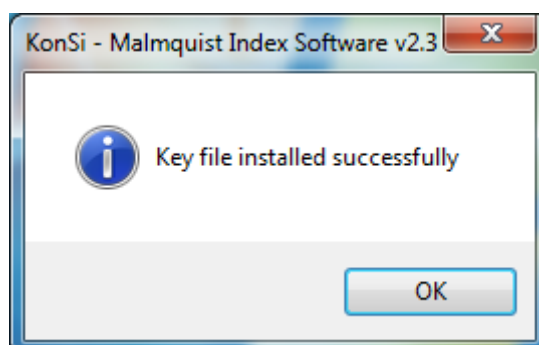 KonSi - Malmquist Index Software v2.3
Key file installed successfully
OK